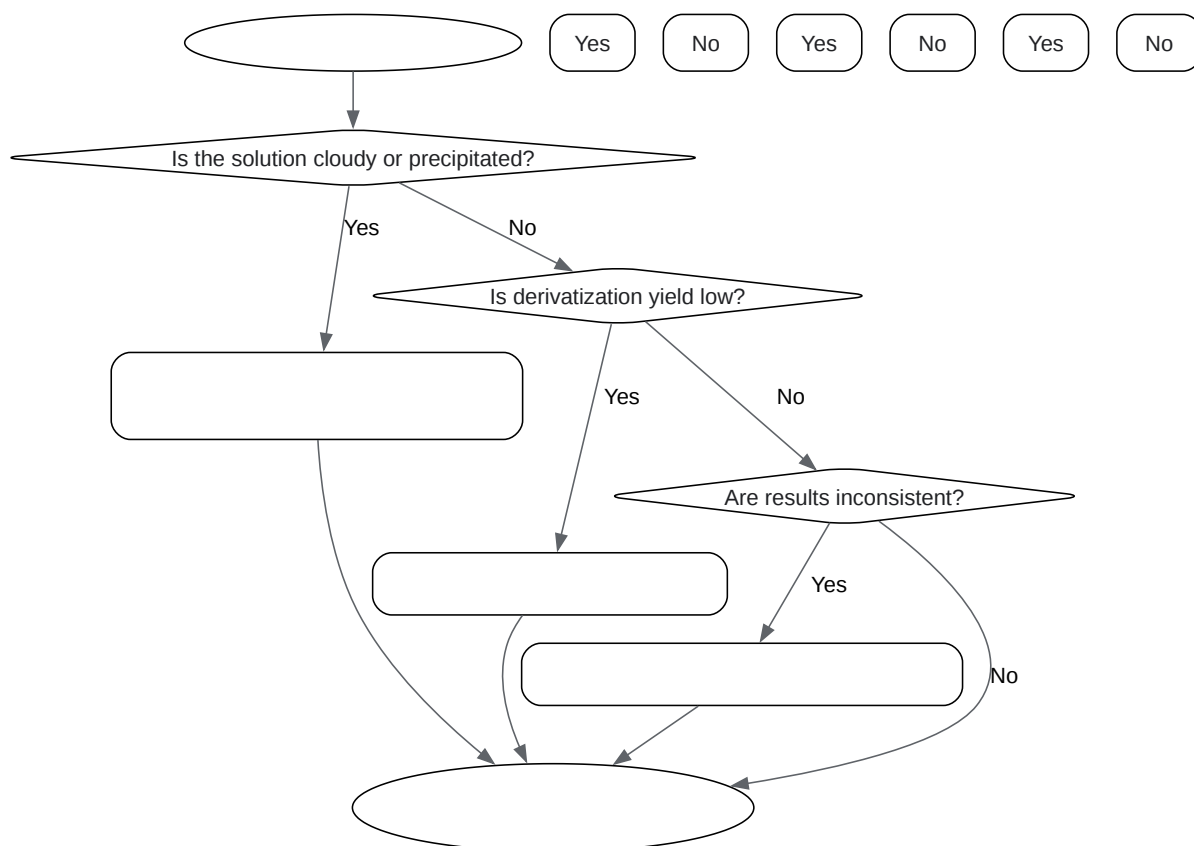 Yes
No
Yes
No
Yes
No
Is the solution cloudy or precipitated?
Yes
No
Is derivatization yield low?
Yes
No
Are results inconsistent?
Yes
No